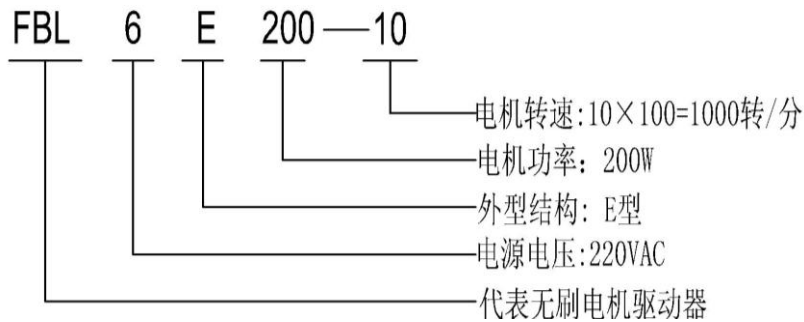 FBL 6 E 200—10
电机转速:10×100=1000转/分
电机功率: 200W
外型结构: E型
电源电压:220VAC
代表无刷电机驱动器